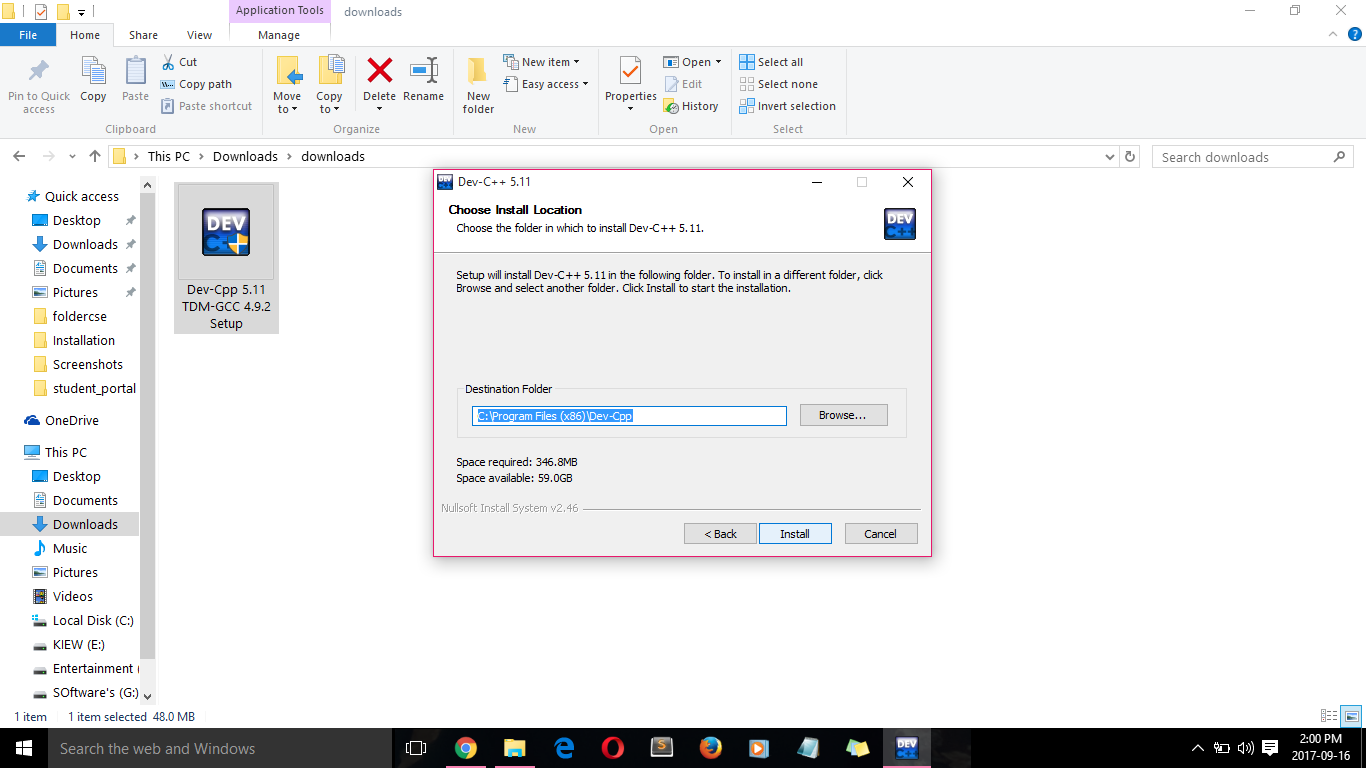 Application Tools
downloads
File
Home
Share
View
Manage
Pin to Quick
access
Copy
Paste
Cut
Copy path
Paste shortcut
Clipboard
Move
to
Copy
to
Delete
Rename
Organize
New
folder
New item
Easy access
New
Properties
Open
Edit
History
Open
Select all
Select none
Invert selection
Select
This PC
Downloads
downloads
Search downloads
Quick access
Desktop
Downloads
Documents
Pictures
foldercse
Installation
Screenshots
student_portal
OneDrive
This PC
Desktop
Documents
Downloads
Music
Pictures
Videos
Local Disk (C:)
KIEW (E:)
Entertainment (
SOftware's (G:)
DEV
C++
Dev-Cpp 5.11
TDM-GCC 4.9.2
Setup
Dev-C++ 5.11
Choose Install Location
Choose the folder in which to install Dev-C++ 5.11.
DEV
C++
Setup will install Dev-C++ 5.11 in the following folder. To install in a different folder, click
Browse and select another folder. Click Install to start the installation.
Destination Folder
C:\Program Files (x86)\Dev-Cpp
Browse...
Space required: 346.8MB
Space available: 59.0GB
Nullsoft Install System v2.46
< Back
Install
Cancel
1 item
1 item selected 48.0 MB
Search the web and Windows
DEV
C++
2:00 PM
2017-09-16